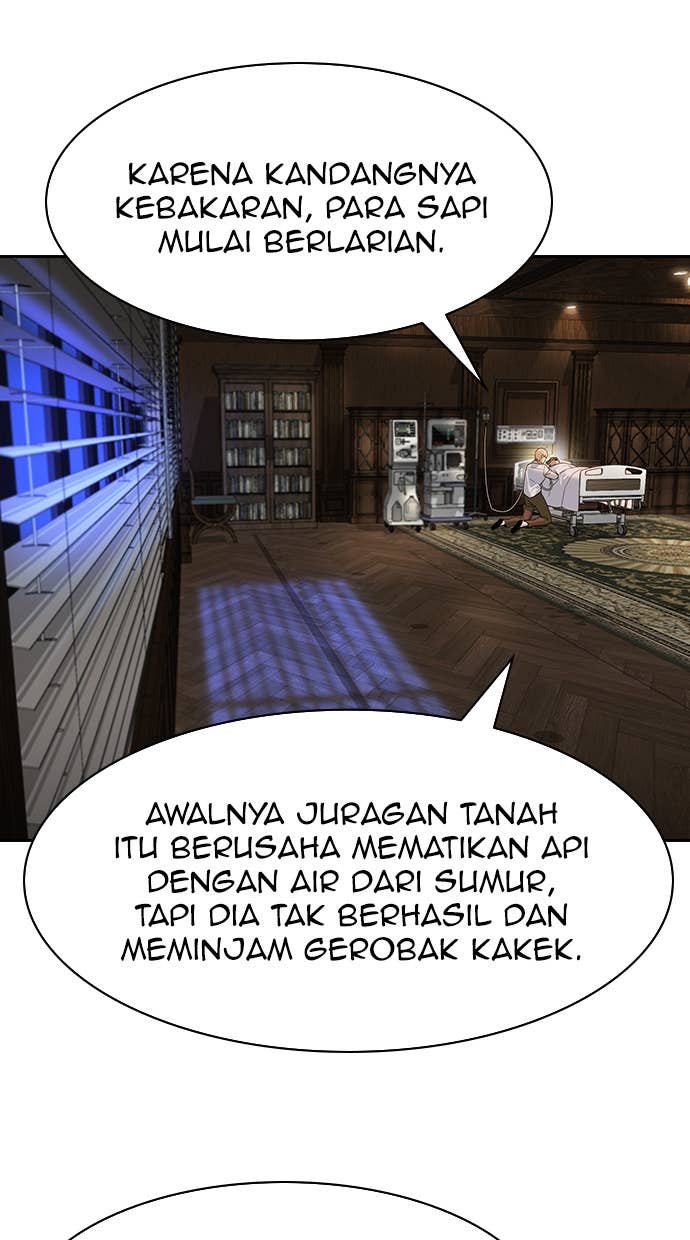 KARENA KANDANGNYA
KEBAKARAN, PARA SAPI
MULAI BERLARIAN.
AWALNYA JURAGAN TANAH
ITU BERUSAHA MEMATIKAN API
DENGAN AIR DARI SUMUR,
TAPI DIA TAK BERHASIL DAN
MEMINJAM GEROBAK KAKEK.